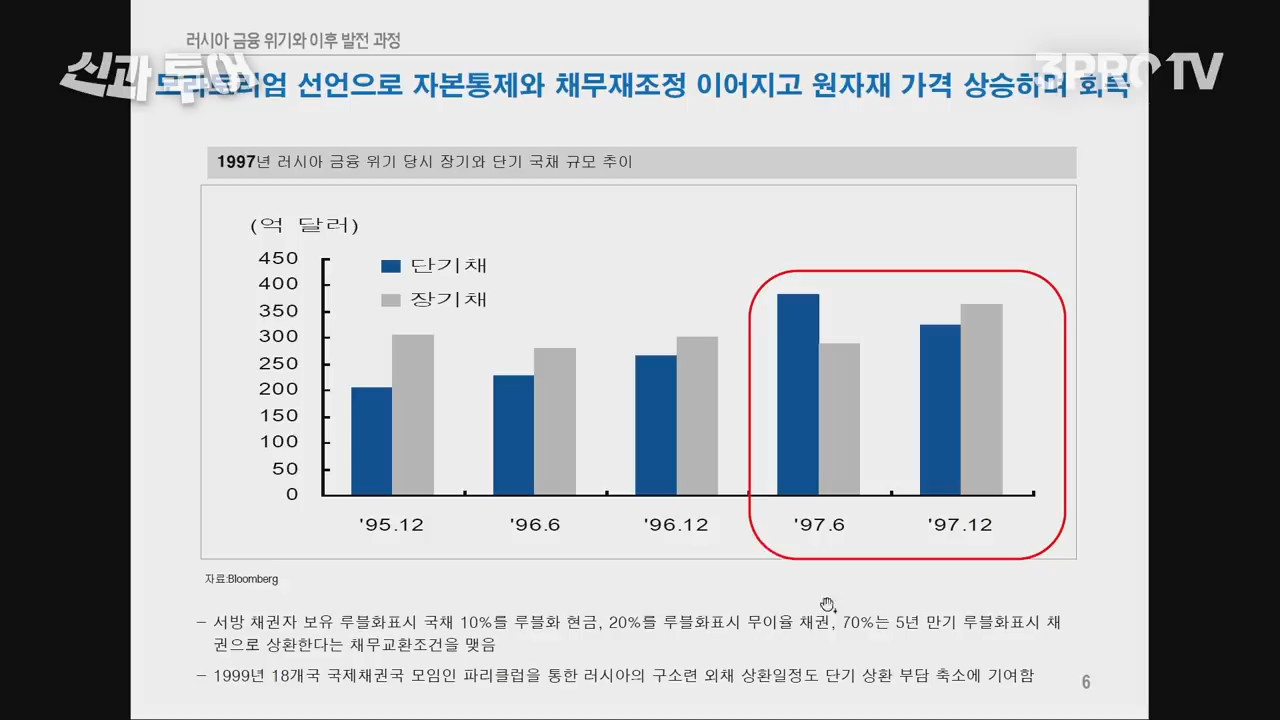 러시아 금융 위기와 이후 발전 과정
신과 투어
3PRO TV
모라토리엄 선언으로 자본통제와 채무재조정 이어지고 원자재 가격 상승하며 회복
1997년 러시아 금융 위기 당시 장기와 단기 국채 규모 추이
(억 달러)
450
400
350
300
250
200
150
100
50
0
단기채
장기채
'95.12
'96.6
'96.12
'97.6
'97.12
자료:Bloomberg
– 서방 채권자 보유 루블화표시 국채 10%를 루블화 현금, 20%를 루블화표시 무이율 채권, 70%는 5년 만기 루블화표시 채
권으로 상환한다는 채무교환조건을 맺음
– 1999년 18개국 국제채권국 모임인 파리클럽을 통한 러시아의 구소련 외채 상환일정도 단기 상환 부담 축소에 기여함
6